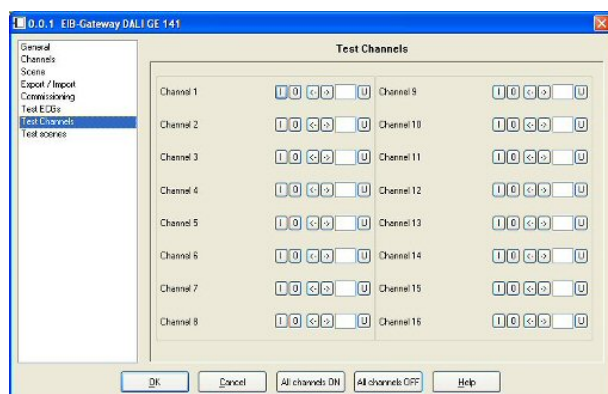 0.0.1 EIB-Gateway DALI GE 141
General
Channels
Scene
Export / Import
Commissioning
Test ECGs
Test Channels
Test scenes
Test Channels
Channel 1 I 0 <- -> U Channel 9 I 0 <- -> U
Channel 2 I 0 <- -> U Channel 10 I 0 <- -> U
Channel 3 I 0 <- -> U Channel 11 I 0 <- -> U
Channel 4 I 0 <- -> U Channel 12 I 0 <- -> U
Channel 5 I 0 <- -> U Channel 13 I 0 <- -> U
Channel 6 I 0 <- -> U Channel 14 I 0 <- -> U
Channel 7 I 0 <- -> U Channel 15 I 0 <- -> U
Channel 8 I 0 <- -> U Channel 16 I 0 <- -> U
OK Cancel All channels ON All channels OFF Help